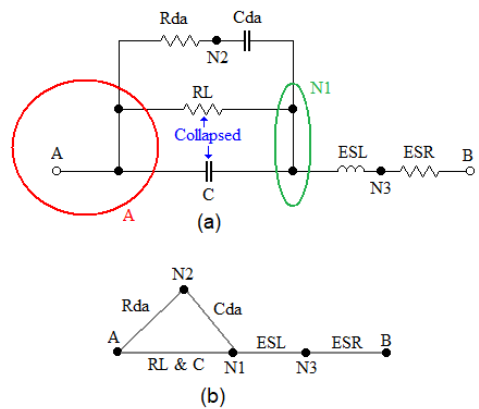 Rda
Cda
N2
RL
N1
Collapsed
A
ESL
ESR
B
C
N3
A
(a)
N2
Rda
Cda
A
ESL
ESR
B
RL & C
N1
N3
(b)